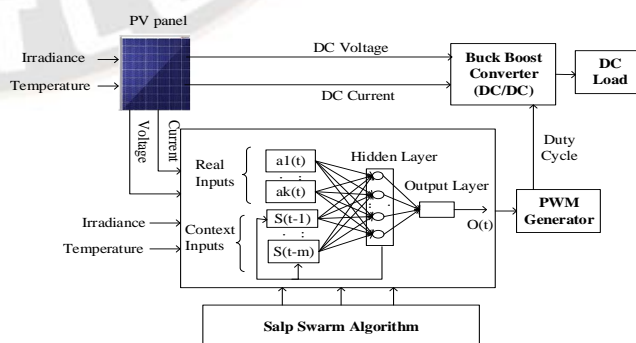 PV panel
Irradiance
Temperature
DC Voltage
DC Current
Buck Boost
Converter
(DC/DC)
DC
Load
Voltage
Current
Duty
Cycle
Real
Inputs
a1(t)
: :
ak(t)
Hidden Layer
Output Layer
O(t)
PWM
Generator
Irradiance
Temperature
Context
Inputs
S(t-1)
: :
S(t-m)
Salp Swarm Algorithm